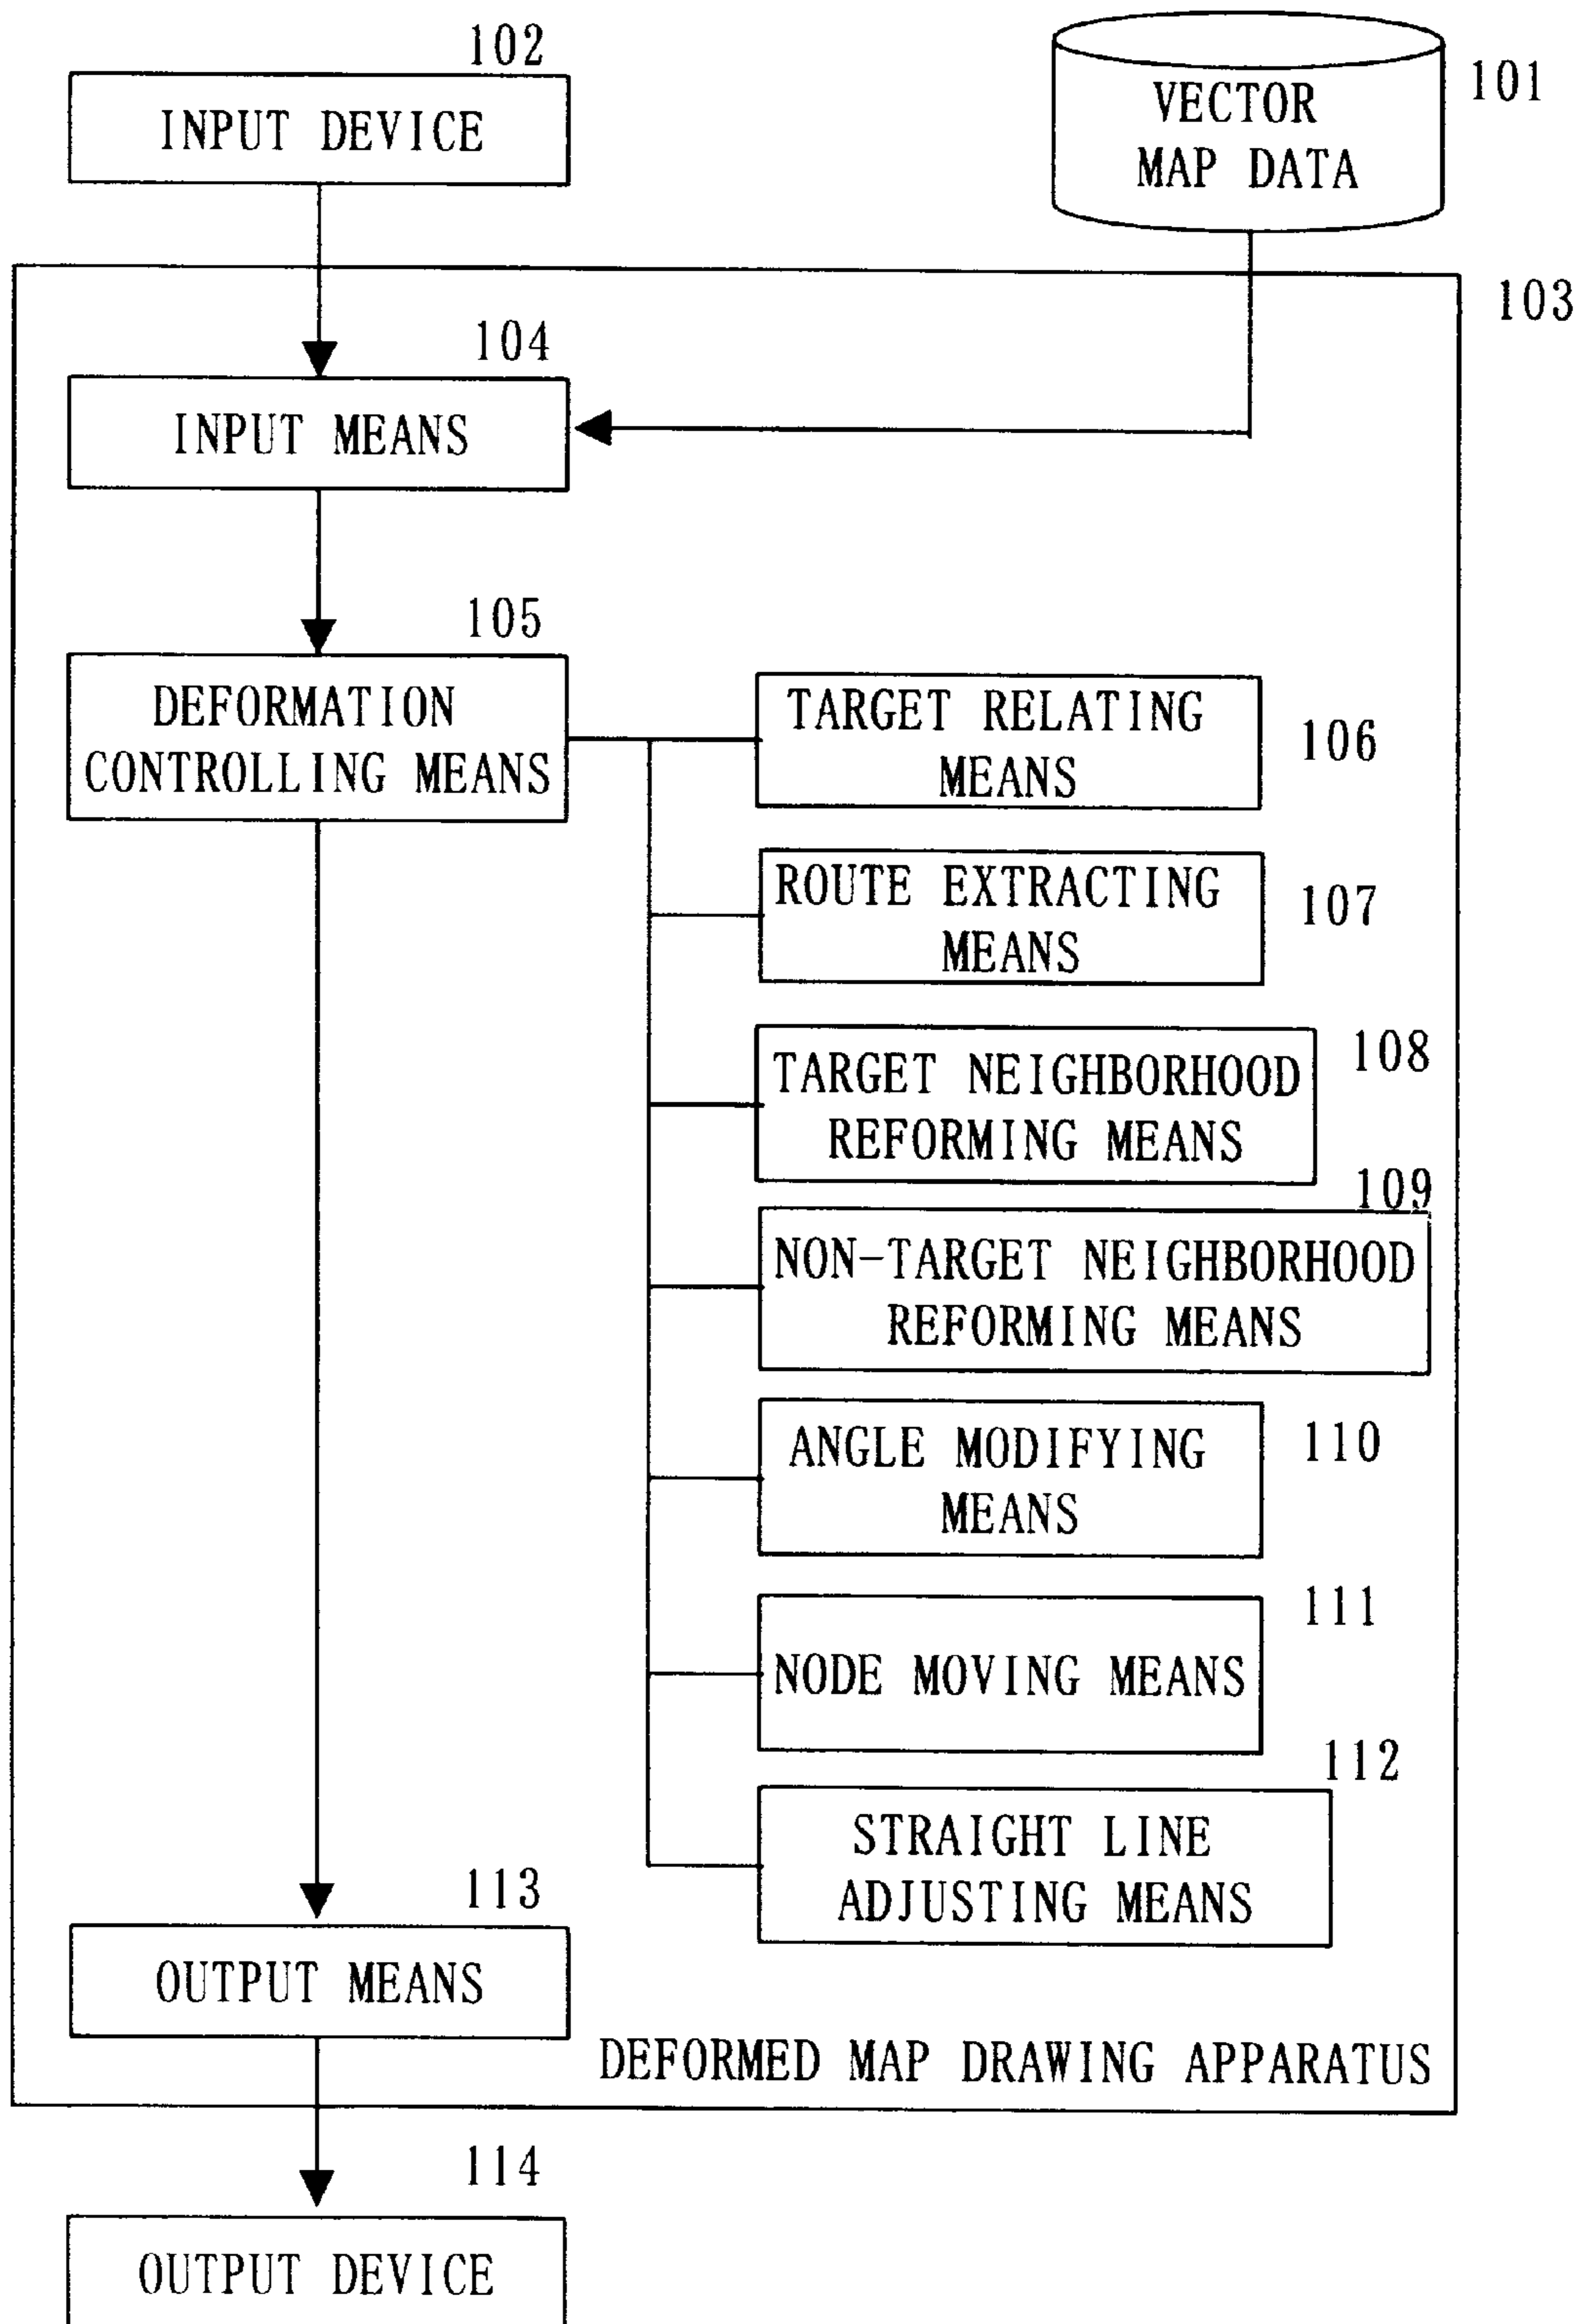 102
INPUT DEVICE
VECTOR
MAP DATA
101
103
104
INPUT MEANS
105
DEFORMATION
CONTROLLING MEANS
TARGET RELATING
MEANS
106
ROUTE EXTRACTING
MEANS
107
108
TARGET NEIGHBORHOOD
REFORMING MEANS
109
NON-TARGET NEIGHBORHOOD
REFORMING MEANS
110
ANGLE MODIFYING
MEANS
111
NODE MOVING MEANS
112
STRAIGHT LINE
ADJUSTING MEANS
113
OUTPUT MEANS
DEFORMED MAP DRAWING APPARATUS
114
OUTPUT DEVICE